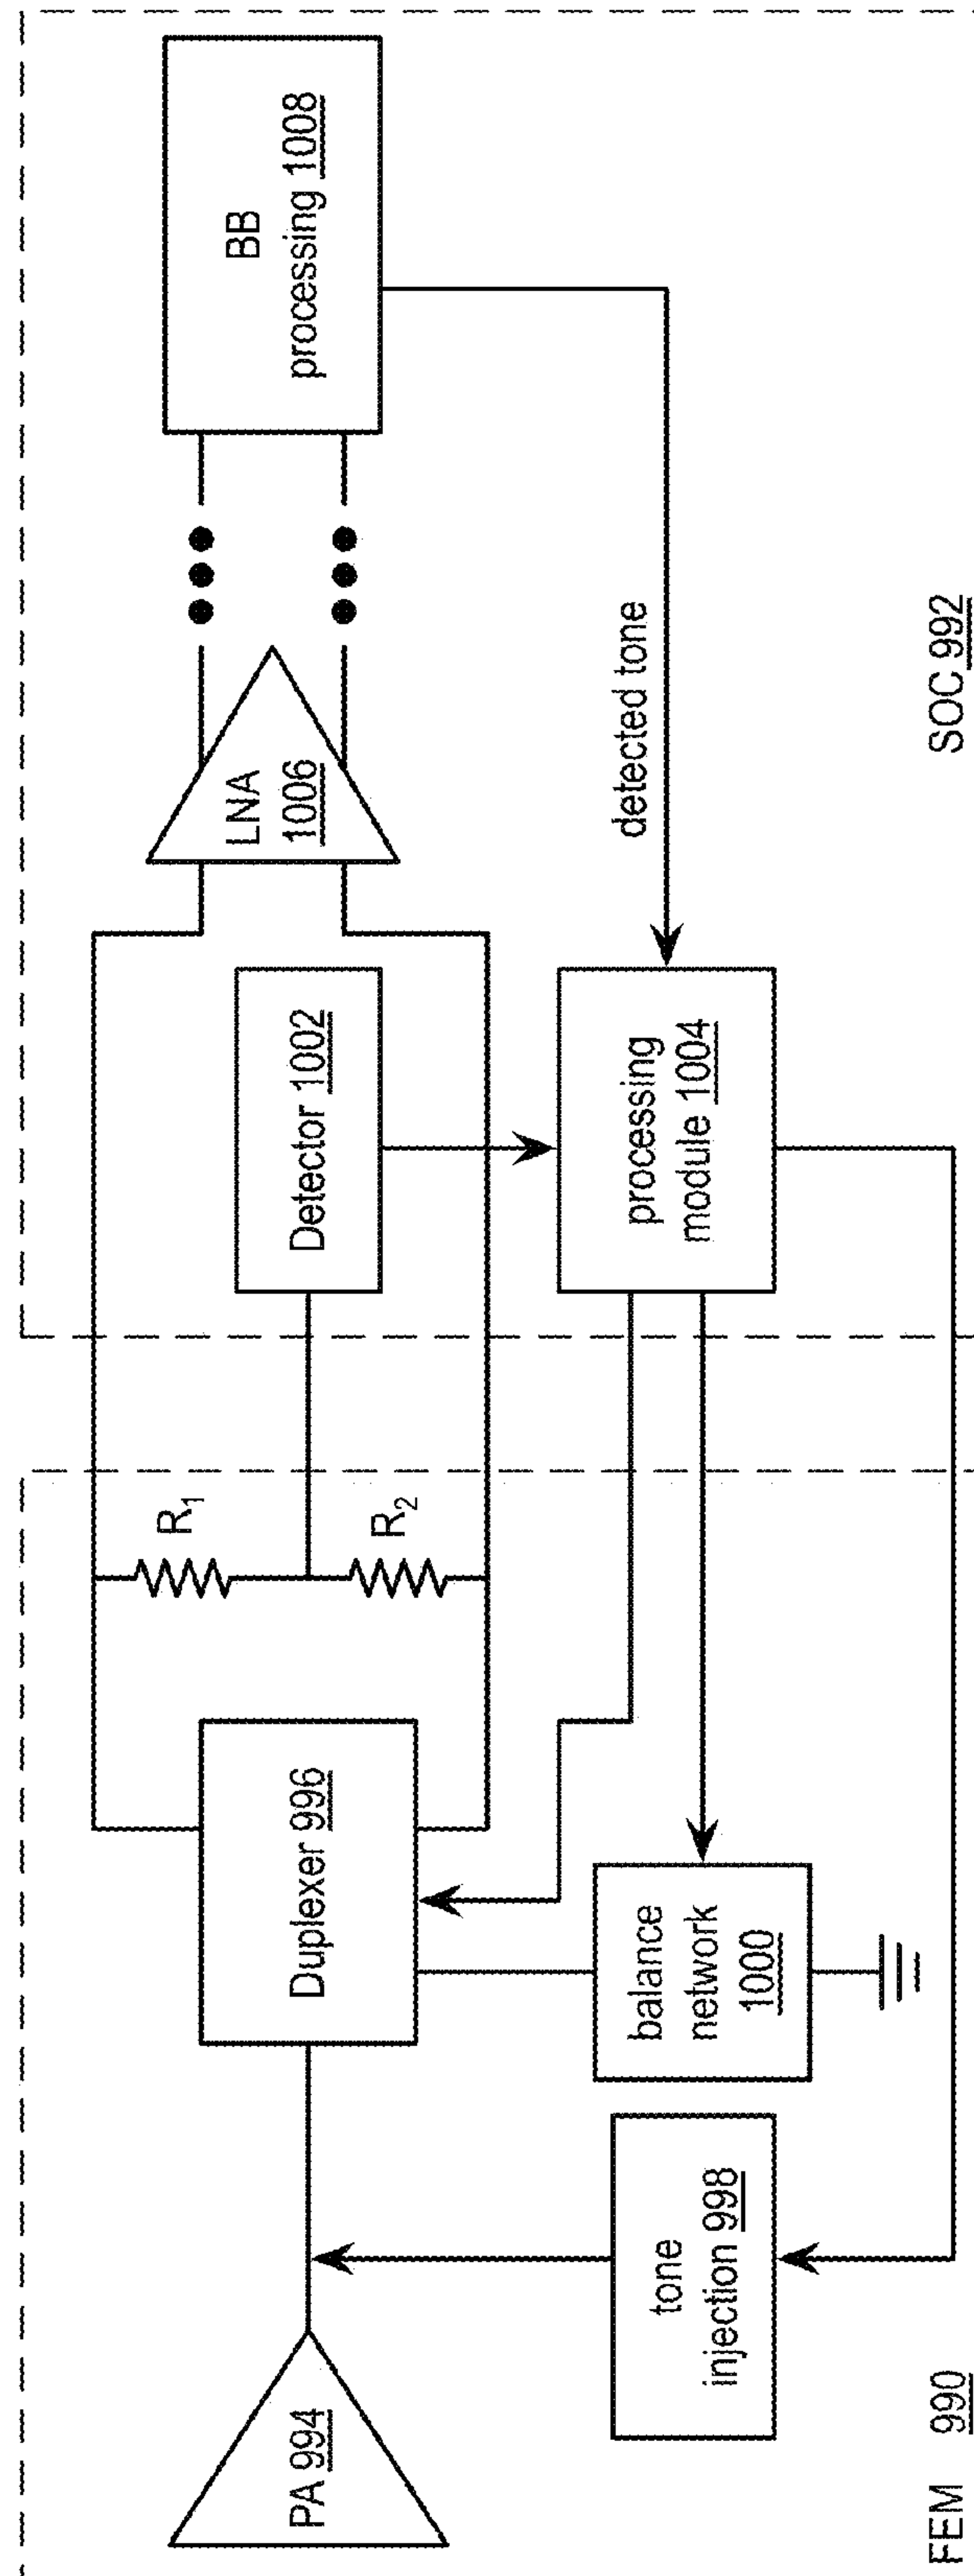 PA 994
Duplexer 996
R1
R2
tone
injection 998
balance
network
1000
FEM 990
Detector 1002
LNA
1006
BB
processing 1008
processing
module 1004
detected tone
SOC 992